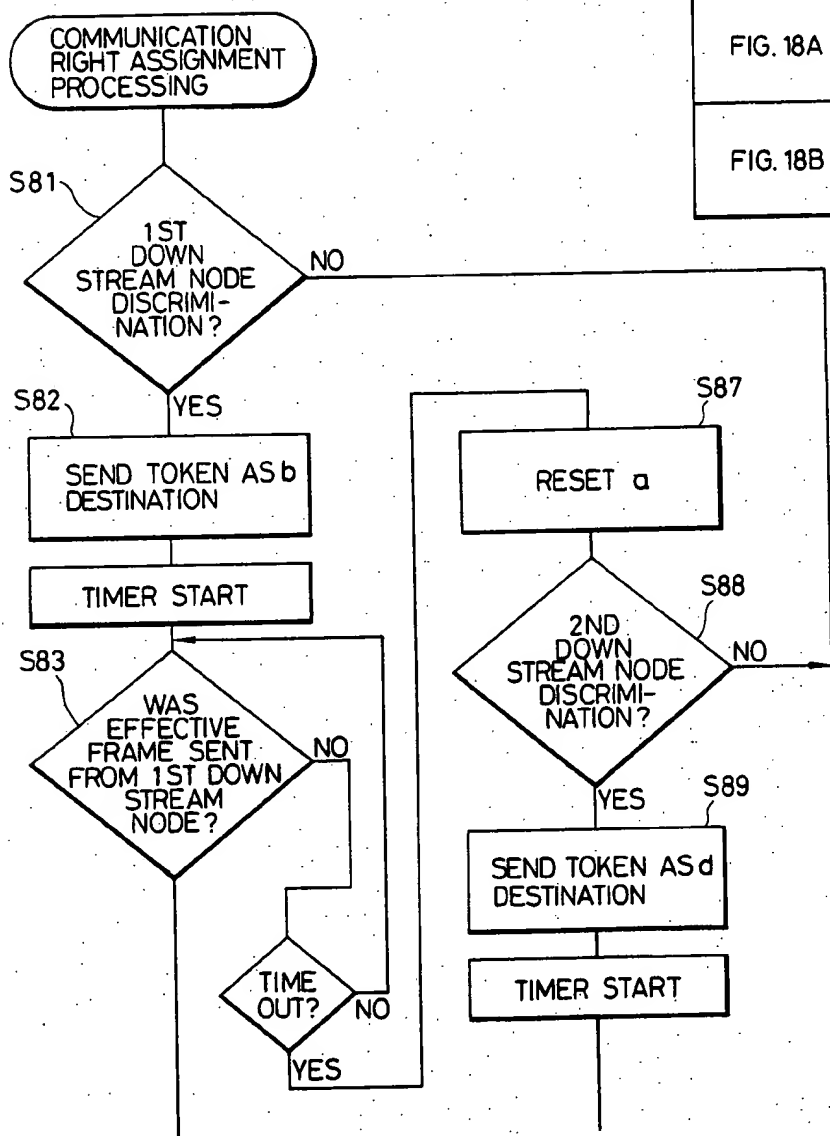 COMMUNICATION
RIGHT ASSIGNMENT
PROCESSING
FIG. 18A
FIG. 18B
S81
1ST
DOWN
STREAM NODE
DISCRIMI-
NATION?
NO
YES
S82
SEND TOKEN AS b
DESTINATION
TIMER START
S83
WAS
EFFECTIVE
FRAME SENT
FROM 1ST DOWN
STREAM
NODE?
NO
TIME
OUT?
NO
YES
S87
RESET a
S88
2ND
DOWN
STREAM NODE
DISCRIMI-
NATION?
NO
YES
S89
SEND TOKEN AS d
DESTINATION
TIMER START